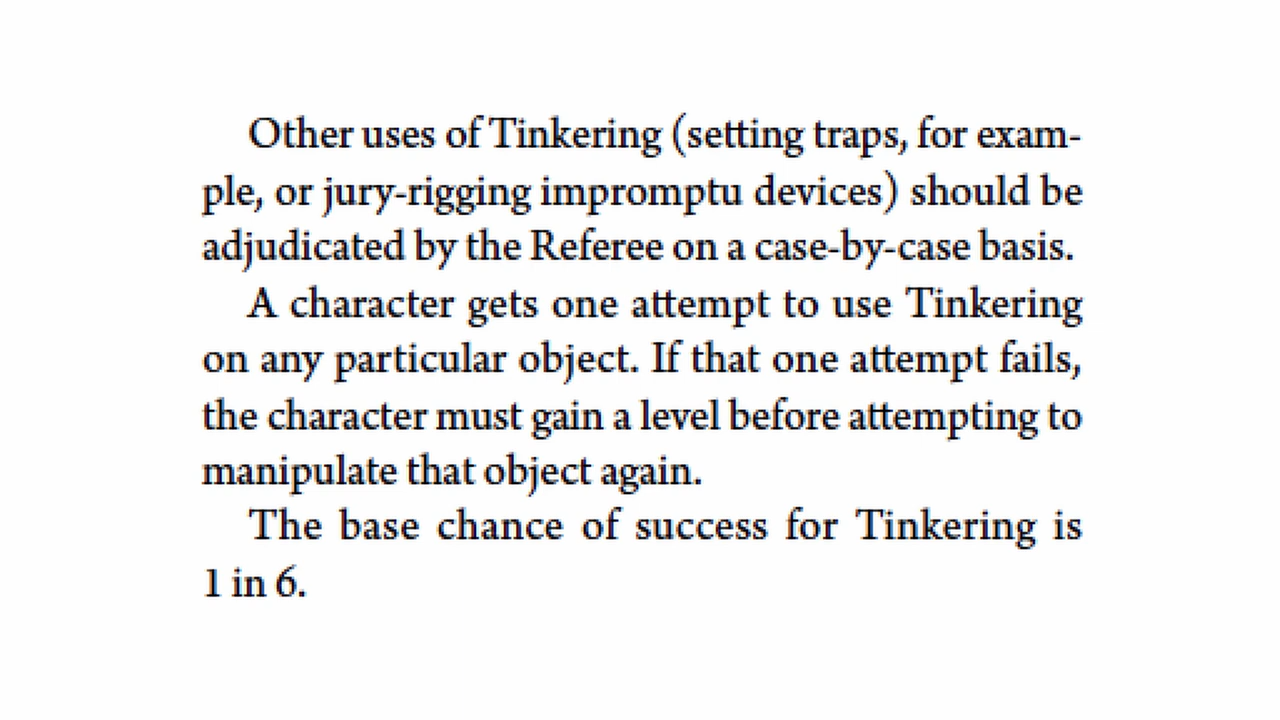 Other uses of Tinkering (setting traps, for exam-
ple, or jury-rigging impromptu devices) should be
adjudicated by the Referee on a case-by-case basis.
A character gets one attempt to use Tinkering
on any particular object. If that one attempt fails,
the character must gain a level before attempting to
manipulate that object again.
The base chance of success for Tinkering is
1 in 6.